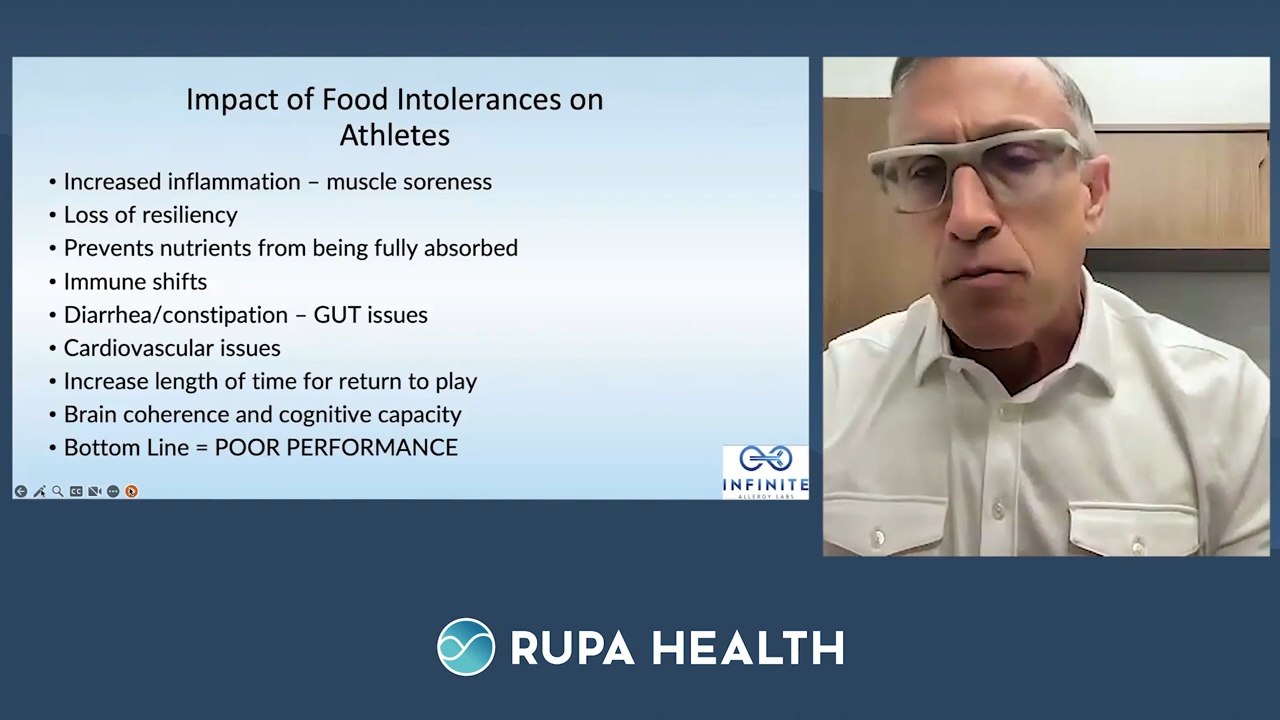 Impact of Food Intolerances on
Athletes
• Increased inflammation – muscle soreness
• Loss of resiliency
• Prevents nutrients from being fully absorbed
• Immune shifts
• Diarrhea/constipation – GUT issues
• Cardiovascular issues
• Increase length of time for return to play
• Brain coherence and cognitive capacity
• Bottom Line = POOR PERFORMANCE
CC
INFINITE
ALLERGY LABS
RUPA HEALTH